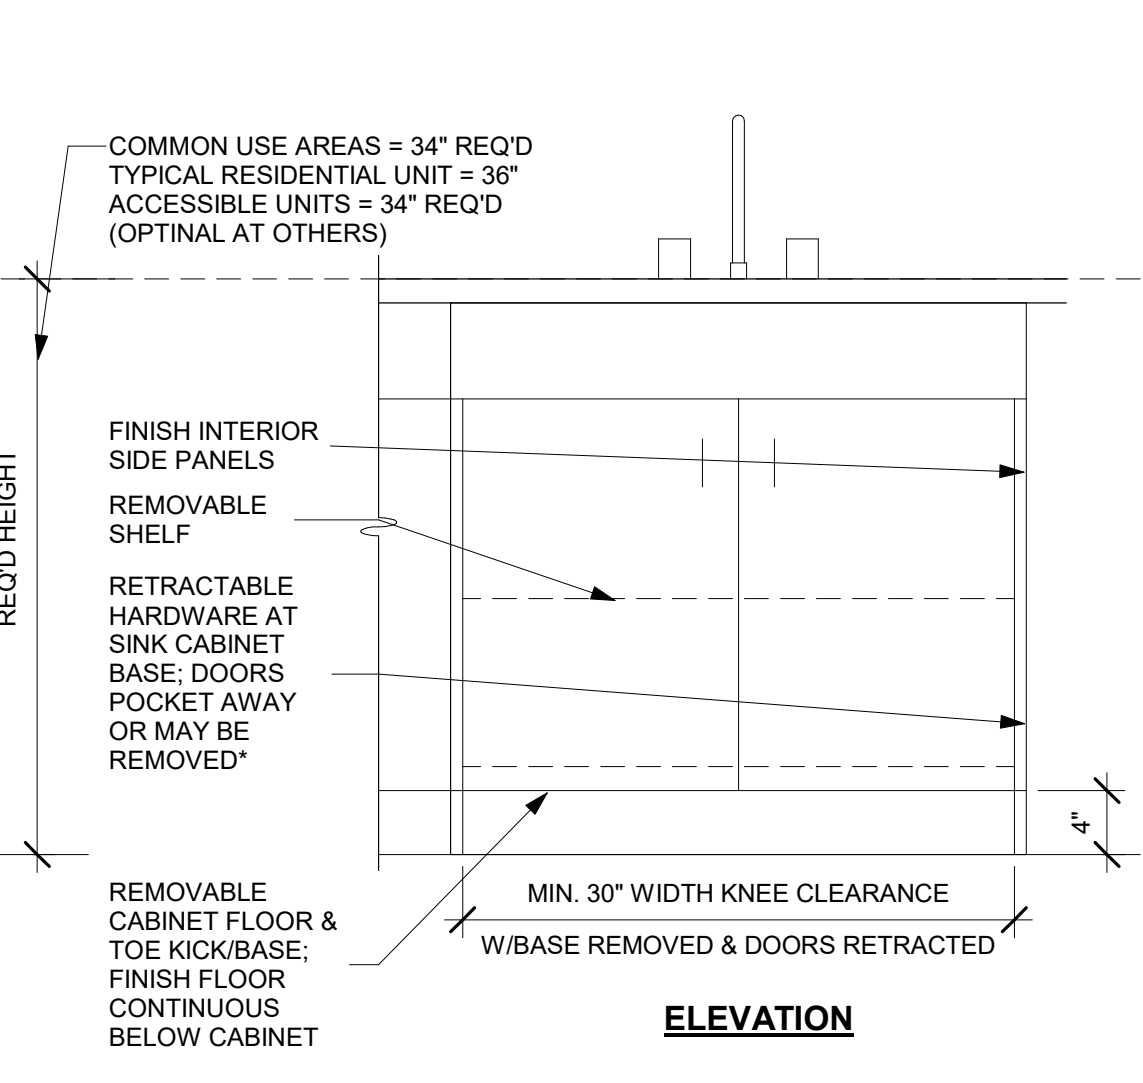 COMMON USE AREAS = 34" REQ'D
TYPICAL RESIDENTIAL UNIT = 36"
ACCESSIBLE UNITS = 34" REQ'D
(OPTINAL AT OTHERS)
REQ'D HEIGHT
FINISH INTERIOR
SIDE PANELS
REMOVABLE
SHELF
RETRACTABLE
HARDWARE AT
SINK CABINET
BASE; DOORS
POCKET AWAY
OR MAY BE
REMOVED*
4"
REMOVABLE
CABINET FLOOR &
TOE KICK/BASE;
FINISH FLOOR
CONTINUOUS
BELOW CABINET
MIN. 30" WIDTH KNEE CLEARANCE
W/BASE REMOVED & DOORS RETRACTED
ELEVATION